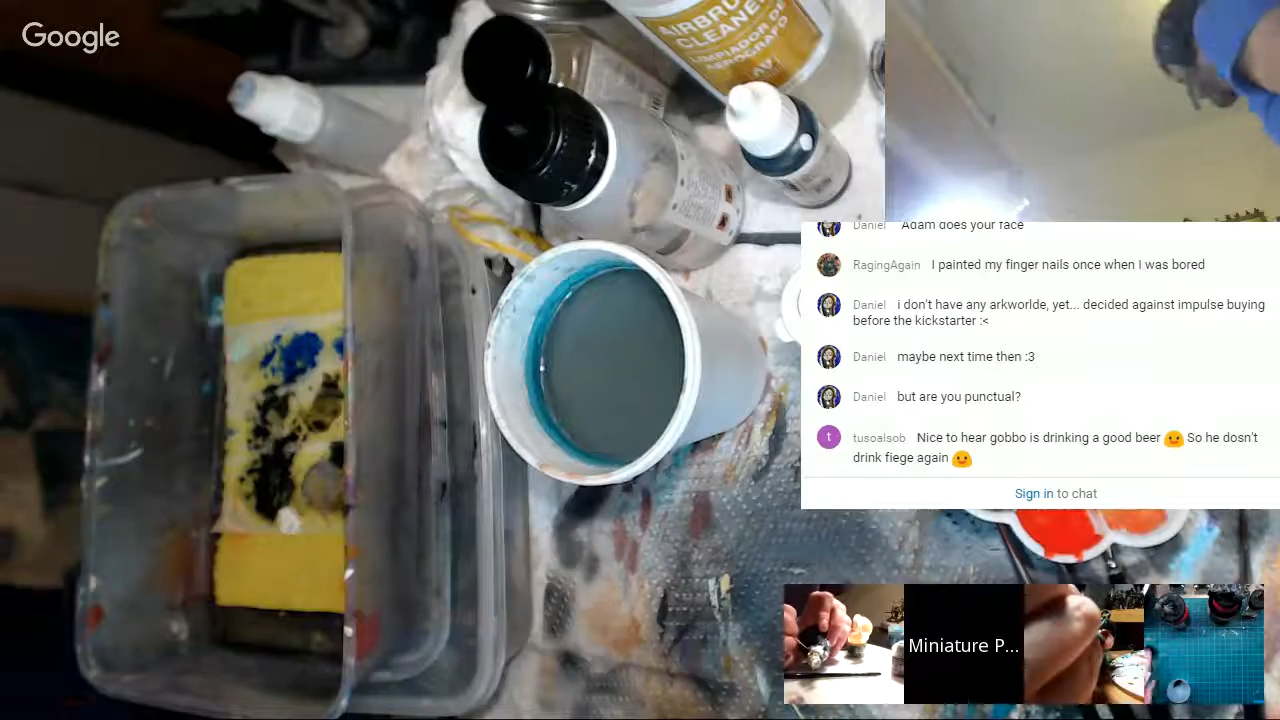 Google
AIRBRUSH
CLEANER
LIMPIADOR DE
AEROGRAFO
Daniel Adam does your face
RagingAgain I painted my finger nails once when I was bored
Daniel i don't have any arkworlde, yet... decided against impulse buying
before the kickstarter :<
Daniel maybe next time then :3
Daniel but are you punctual?
t tusoalsob Nice to hear gobbo is drinking a good beer So he dosn't
drink fiege again
Sign in to chat
Miniature P...